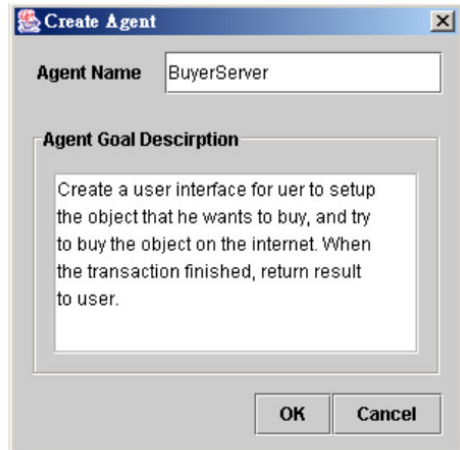 Create Agent
Agent Name BuyerServer
Agent Goal Descirption
Create a user interface for uer to setup
the object that he wants to buy, and try
to buy the object on the internet. When
the transaction finished, return result
to user.
OK Cancel